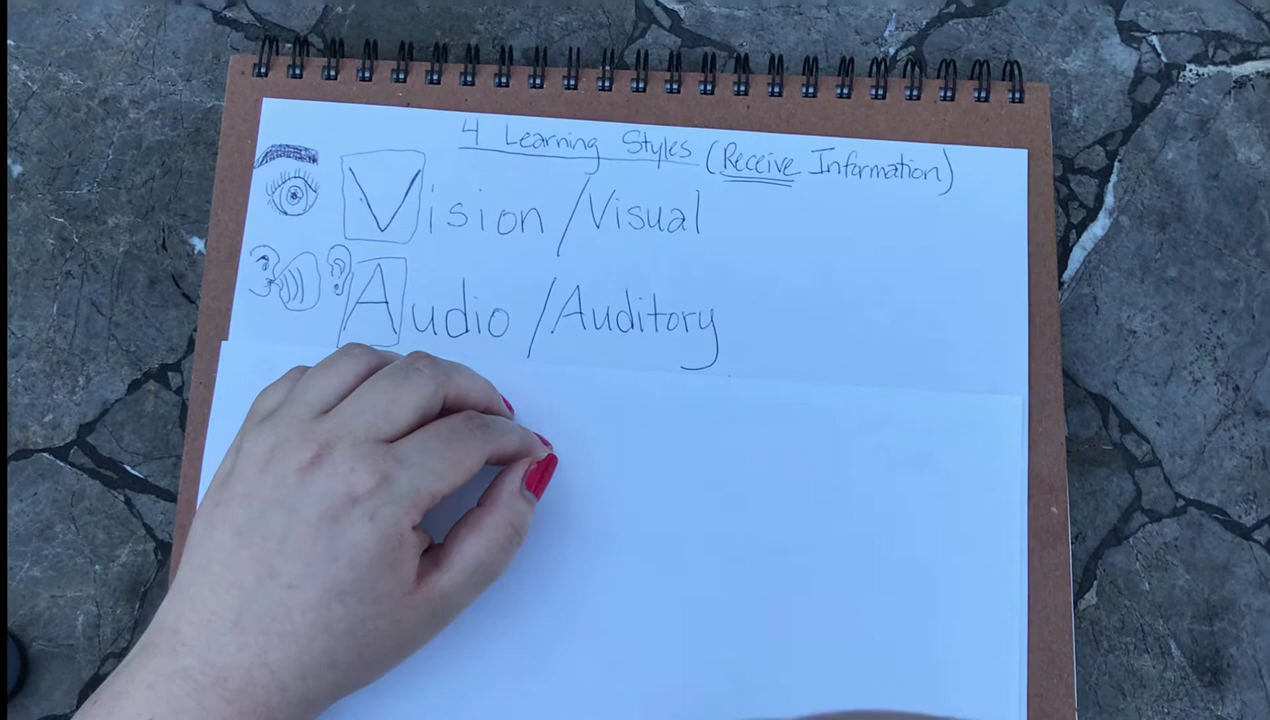 4 Learning Styles (Receive Information)
Vision / Visual
Audio / Auditory